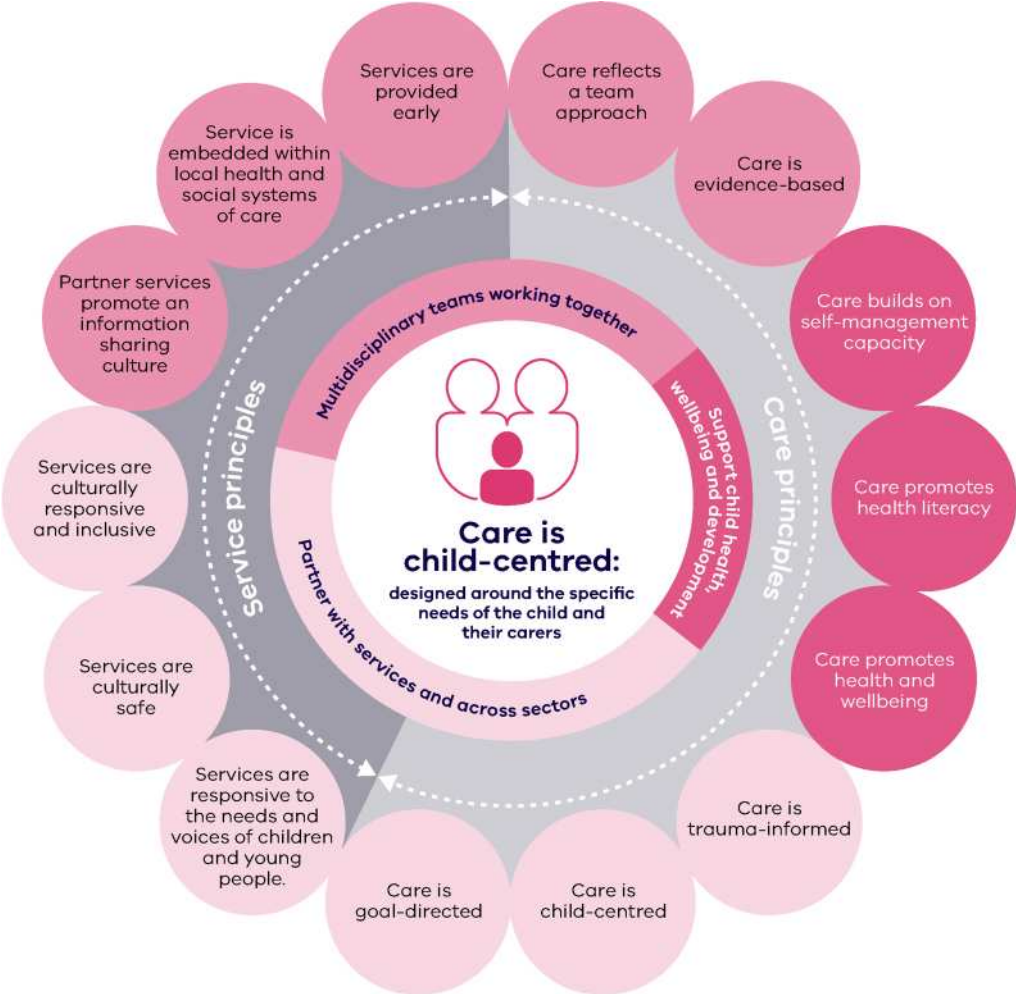 Services are
provided
early
Care reflects
a team
approach
Care is
evidence-based
Care builds on
self-management
capacity
Care promotes
health literacy
Care promotes
health and
wellbeing
Care is
trauma-informed
Care is
child-centred
Care is
goal-directed
Services are
responsive to
the needs and
voices of children
and young
people.
Services are
culturally
safe
Services are
culturally
responsive
and inclusive
Partner services
promote an
information
sharing
culture
Service is
embedded within
local health and
social systems
of care
Service principles
Care principles
Multidisciplinary teams working together
Support child health,
wellbeing and development
Partner with services and across sectors
Care is
child-centred:
designed around the specific
needs of the child and
their carers